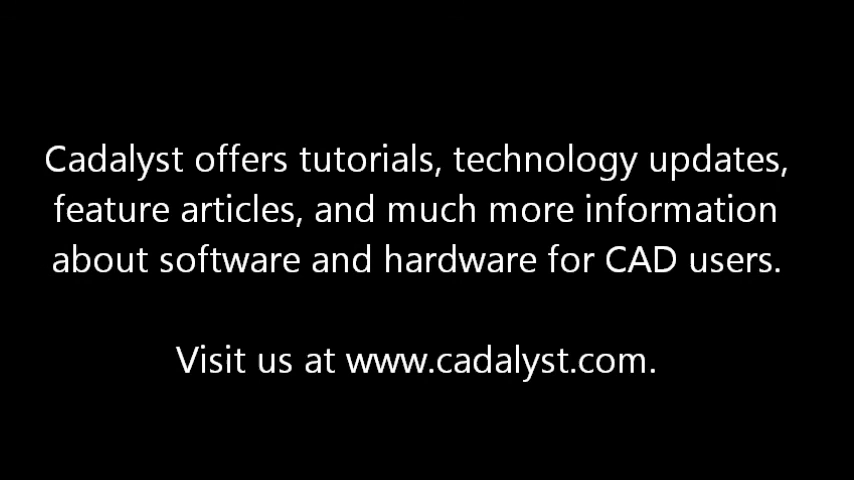 Cadalyst offers tutorials, technology updates,
feature articles, and much more information
about software and hardware for CAD users.
Visit us at www.cadalyst.com.